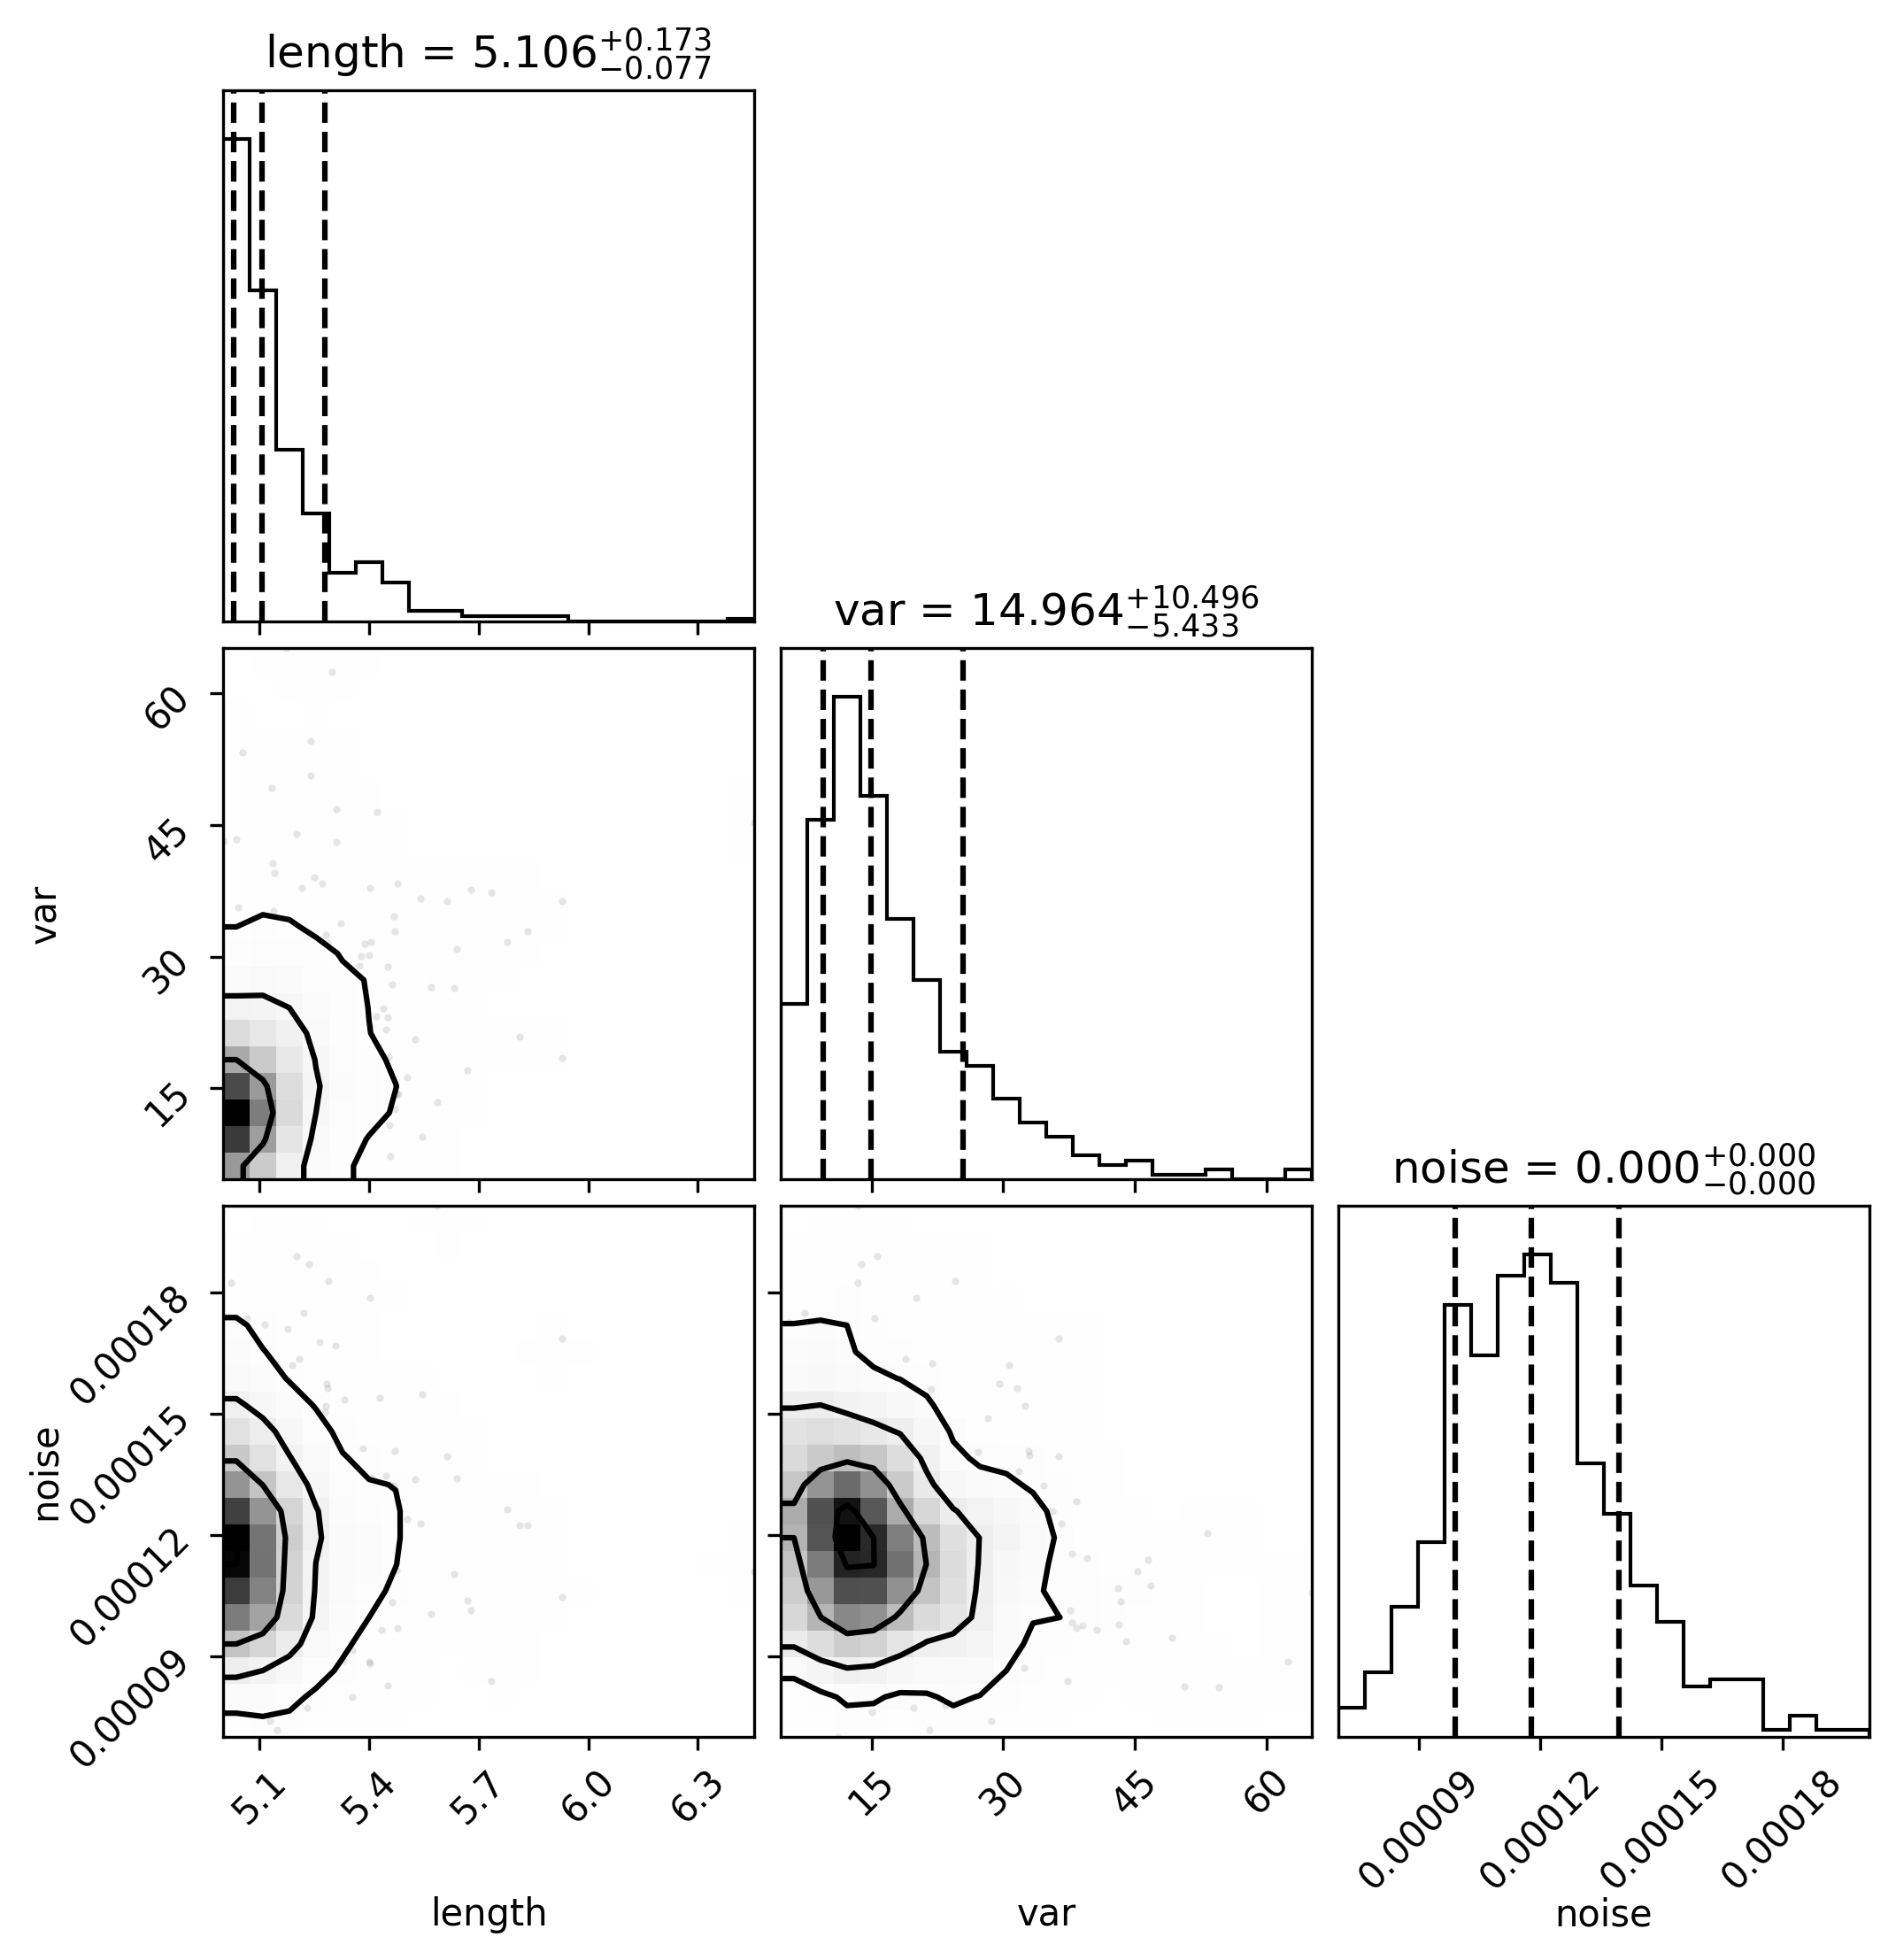 length = 5.106 +0.173 −0.077
var = 14.964 +10.496 −5.433
60
45
30
15
var
noise = 0.000 +0.000 −0.000
0.00018
0.00015
0.00012
0.00009
noise
5.1 5.4 5.7 6.0 6.3
15 30 45 60
0.00009 0.00012 0.00015 0.00018
length var noise